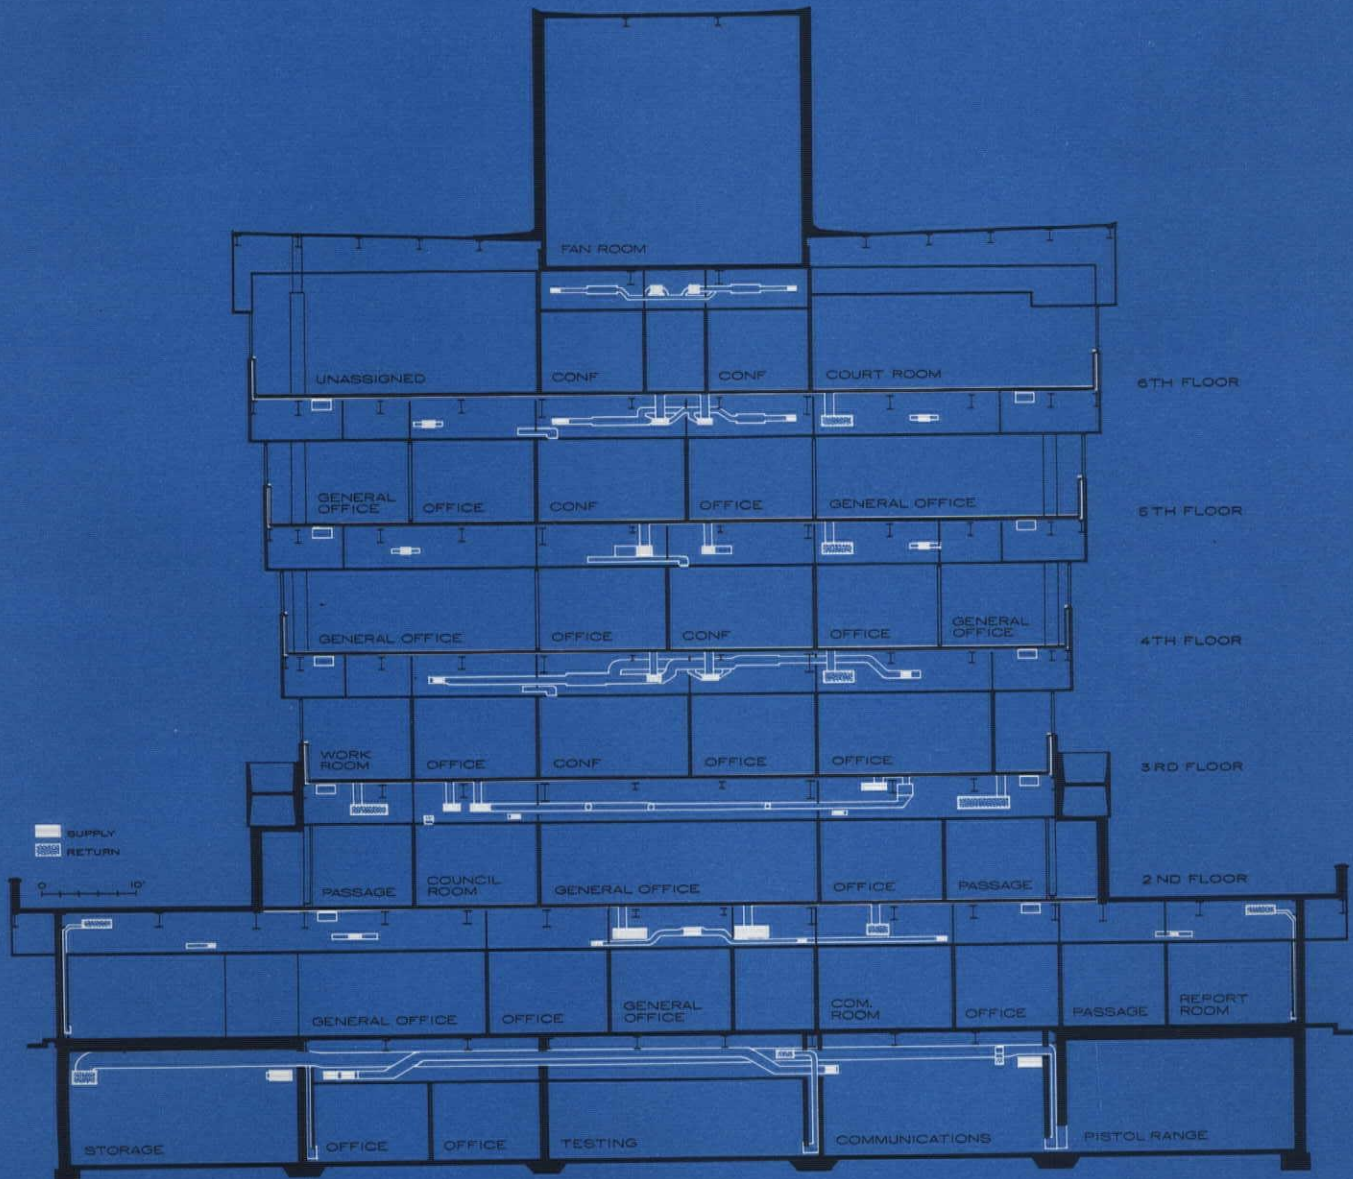 FAN ROOM
UNASSIGNED
CONF
CONF
COURT ROOM
6TH FLOOR
GENERAL
OFFICE
OFFICE
CONF
OFFICE
GENERAL OFFICE
5TH FLOOR
GENERAL OFFICE
OFFICE
CONF
OFFICE
GENERAL
OFFICE
4TH FLOOR
WORK
ROOM
OFFICE
CONF
OFFICE
OFFICE
3RD FLOOR
SUPPLY
RETURN
0 10'
PASSAGE
COUNCIL
ROOM
GENERAL OFFICE
OFFICE
PASSAGE
2ND FLOOR
GENERAL OFFICE
OFFICE
GENERAL
OFFICE
COM.
ROOM
OFFICE
PASSAGE
REPORT
ROOM
STORAGE
OFFICE
OFFICE
TESTING
COMMUNICATIONS
PISTOL RANGE